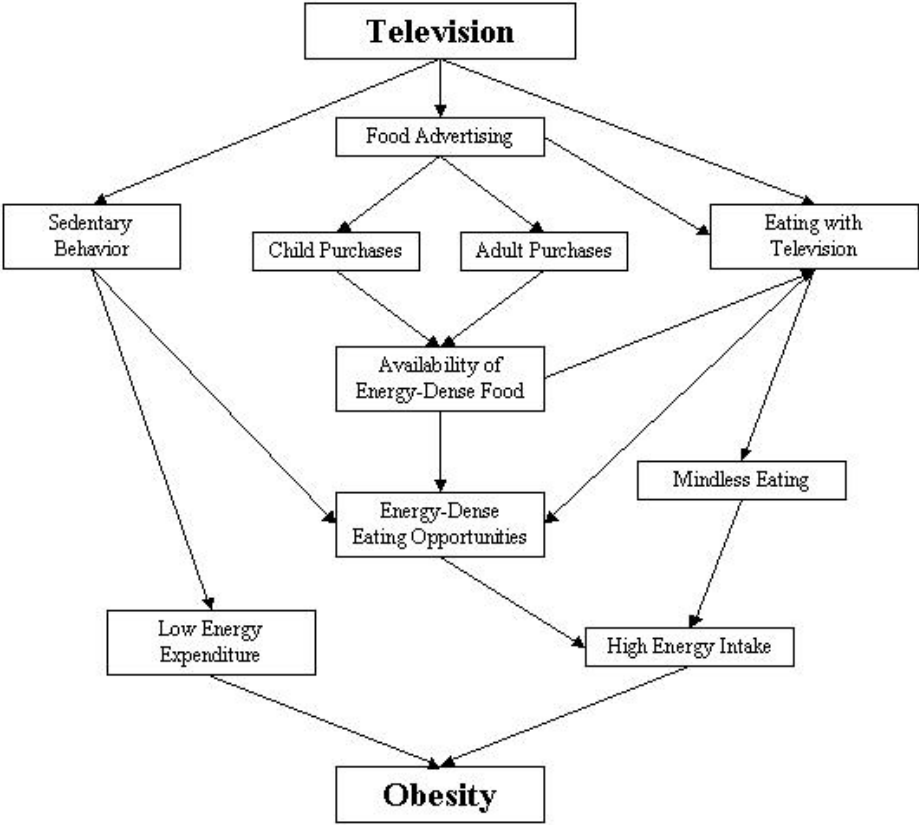 Television
Food Advertising
Sedentary
Behavior
Child Purchases
Adult Purchases
Eating with
Television
Availability of
Energy-Dense Food
Mindless Eating
Energy-Dense
Eating Opportunities
Low Energy
Expenditure
High Energy Intake
Obesity